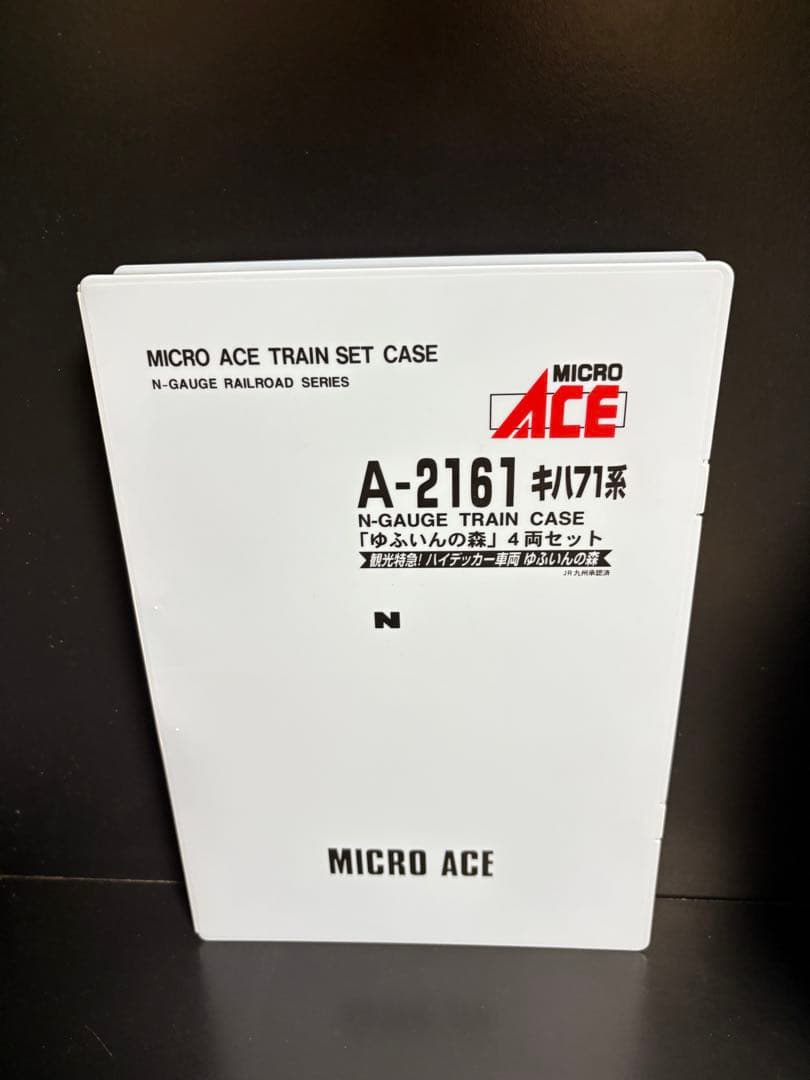 MICRO ACE TRAIN SET CASE
N-GAUGE RAILROAD SERIES
MICRO
ACE
A-2161 キハ71系
N-GAUGE TRAIN CASE
「ゆふいんの森」4両セット
観光特急!ハイデッカー車両 ゆふいんの森
JR九州承認済
N
MICRO ACE